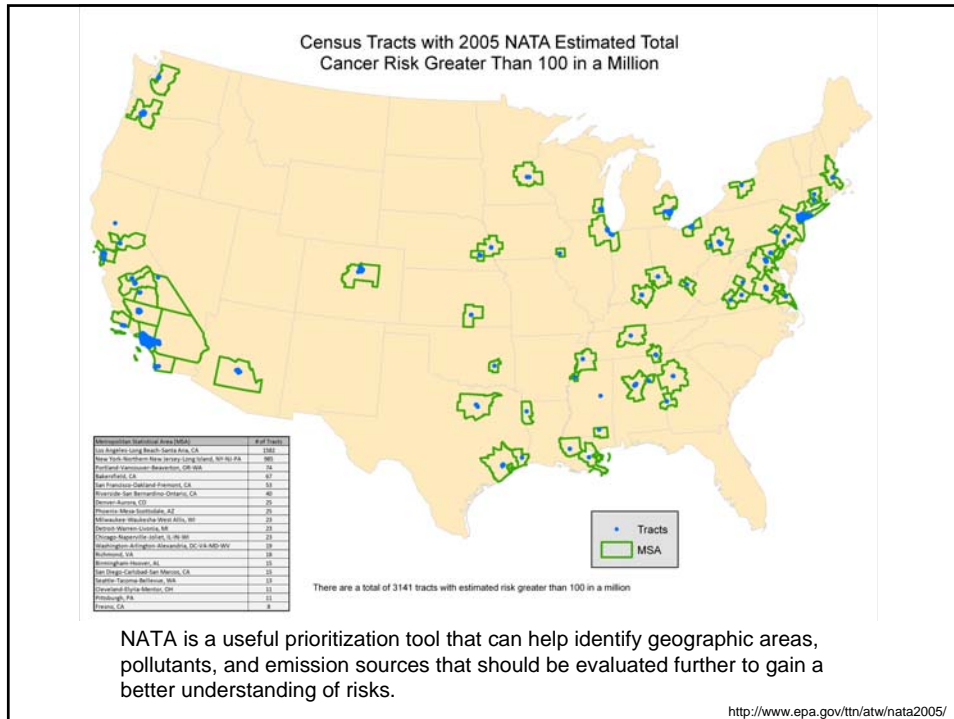 Census Tracts with 2005 NATA Estimated Total
Cancer Risk Greater Than 100 in a Million
Metropolitan Statistical Area (MSA) # of Tracts
Los Angeles-Long Beach-Santa Ana, CA 1582
New York-Northern New Jersey-Long Island, NY-NJ-PA 985
Portland-Vancouver-Beaverton, OR-WA 74
Bakersfield, CA 67
San Francisco-Oakland-Fremont, CA 53
Riverside-San Bernardino-Ontario, CA 40
Denver-Aurora, CO 25
Phoenix-Mesa-Scottsdale, AZ 25
Milwaukee-Waukesha-West Allis, WI 23
Detroit-Warren-Livonia, MI 23
Chicago-Naperville-Joliet, IL-IN-WI 23
Washington-Arlington-Alexandria, DC-VA-MD-WV 19
Richmond, VA 18
Birmingham-Hoover, AL 15
San Diego-Carlsbad-San Marcos, CA 15
Seattle-Tacoma-Bellevue, WA 13
Cleveland-Elyria-Mentor, OH 11
Pittsburgh, PA 11
Fresno, CA 8
Tracts
MSA
There are a total of 3141 tracts with estimated risk greater than 100 in a million
NATA is a useful prioritization tool that can help identify geographic areas,
pollutants, and emission sources that should be evaluated further to gain a
better understanding of risks.
http://www.epa.gov/ttn/atw/nata2005/